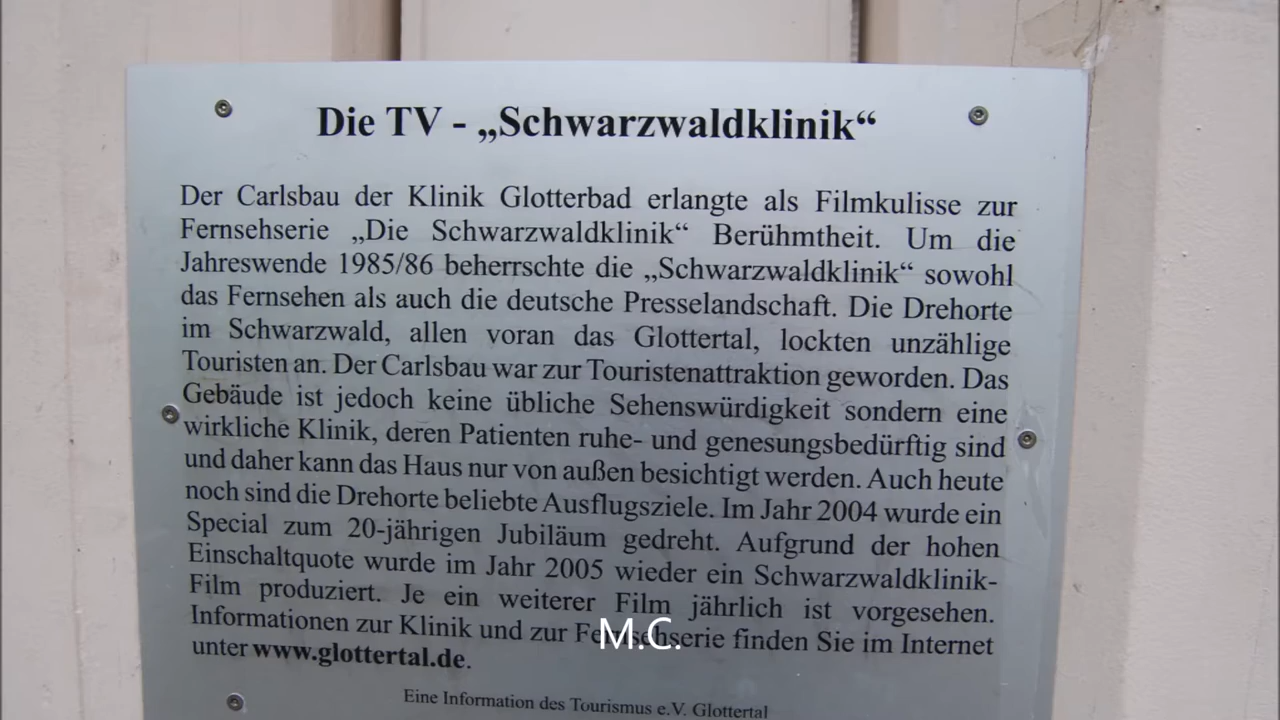 Die TV - „Schwarzwaldklinik“
Der Carlsbau der Klinik Glotterbad erlangte als Filmkulisse zur
Fernsehserie „Die Schwarzwaldklinik“ Berühmtheit. Um die
Jahreswende 1985/86 beherrschte die „Schwarzwaldklinik“ sowohl
das Fernsehen als auch die deutsche Presselandschaft. Die Drehorte
im Schwarzwald, allen voran das Glottertal, lockten unzählige
Touristen an. Der Carlsbau war zur Touristenattraktion geworden. Das
Gebäude ist jedoch keine übliche Sehenswürdigkeit sondern eine
wirkliche Klinik, deren Patienten ruhe- und genesungsbedürftig sind
und daher kann das Haus nur von außen besichtigt werden. Auch heute
noch sind die Drehorte beliebte Ausflugsziele. Im Jahr 2004 wurde ein
Special zum 20-jährigen Jubiläum gedreht. Aufgrund der hohen
Einschaltquote wurde im Jahr 2005 wieder ein Schwarzwaldklinik-
Film produziert. Je ein weiterer Film jährlich ist vorgesehen.
Informationen zur Klinik und zur Fernsehserie finden Sie im Internet
unter www.glottertal.de.
M.C.
Eine Information des Tourismus e.V. Glottertal